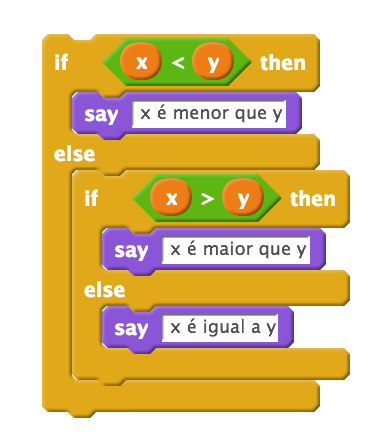 if x < y then
say x é menor que y
else
if x > y then
say x é maior que y
else
say x é igual a y